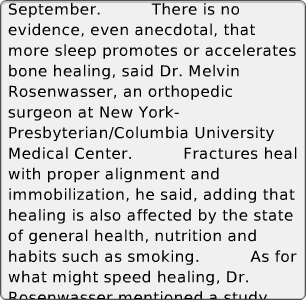 September. There is no
evidence, even anecdotal, that
more sleep promotes or accelerates
bone healing, said Dr. Melvin
Rosenwasser, an orthopedic
surgeon at New York-
Presbyterian/Columbia University
Medical Center. Fractures heal
with proper alignment and
immobilization, he said, adding that
healing is also affected by the state
of general health, nutrition and
habits such as smoking. As for
what might speed healing, Dr.
Rosenwasser mentioned a study